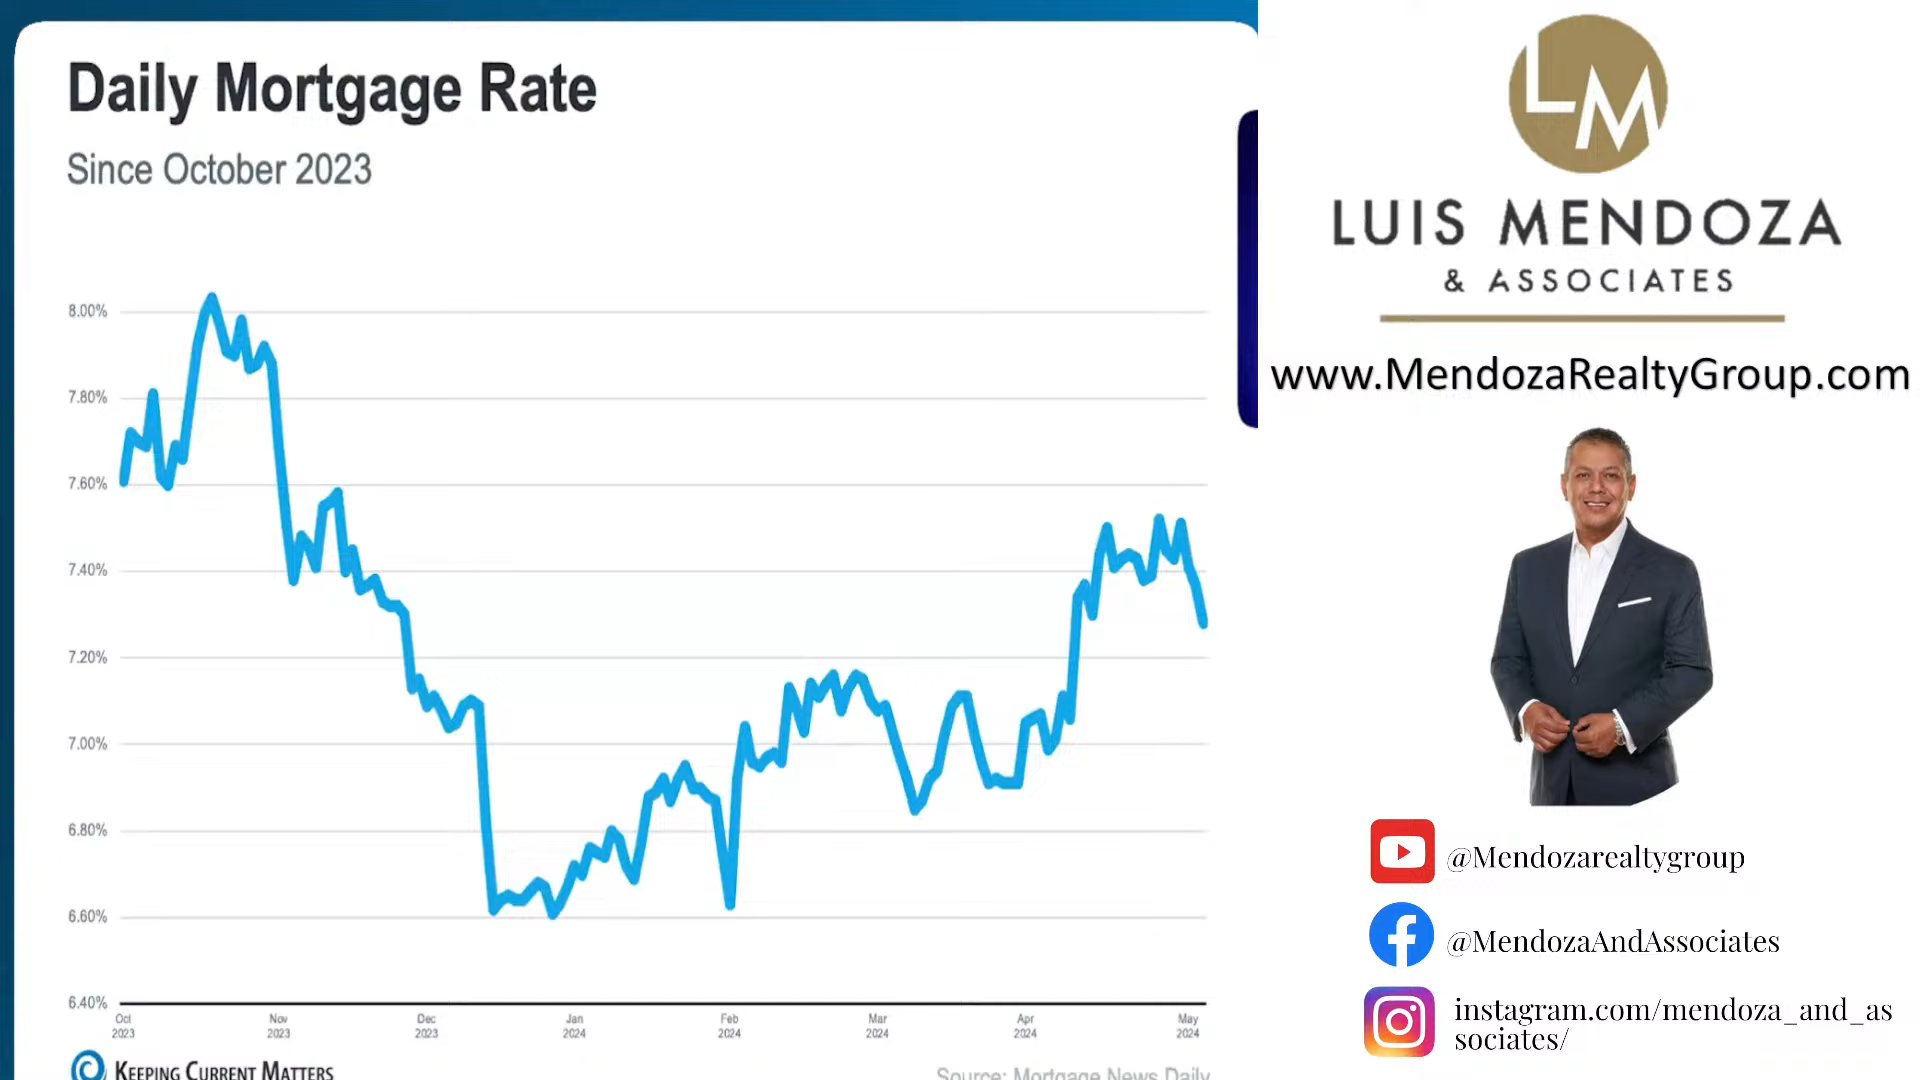 Daily Mortgage Rate
Since October 2023
8.00%
7.80%
7.60%
7.40%
7.20%
7.00%
6.80%
6.60%
6.40%
Oct
2023
Nov
2023
Dec
2023
Jan
2024
Feb
2024
Mar
2024
Apr
2024
May
2024
KEEPING CURRENT MATTERS
Source: Mortgage News Daily
LM
LUIS MENDOZA
& ASSOCIATES
www.MendozaRealtyGroup.com
@Mendozarealtygroup
@MendozaAndAssociates
instagram.com/mendoza_and_as
sociates/